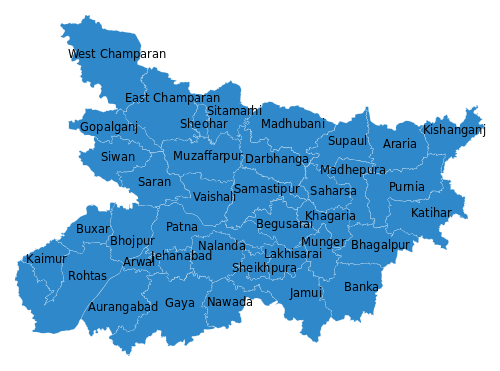 West Champaran
East Champaran
Sitamarhi
Sheohar
Madhubani
Gopalganj
Kishanganj
Supaul
Araria
Siwan
Muzaffarpur
Darbhanga
Madhepura
Saran
Vaishali
Samastipur
Saharsa
Purnia
Katihar
Khagaria
Begusarai
Buxar
Patna
Bhojpur
Nalanda
Munger
Bhagalpur
Kaimur
Arwal
Jehanabad
Lakhisarai
Sheikhpura
Rohtas
Banka
Jamui
Aurangabad
Gaya
Nawada